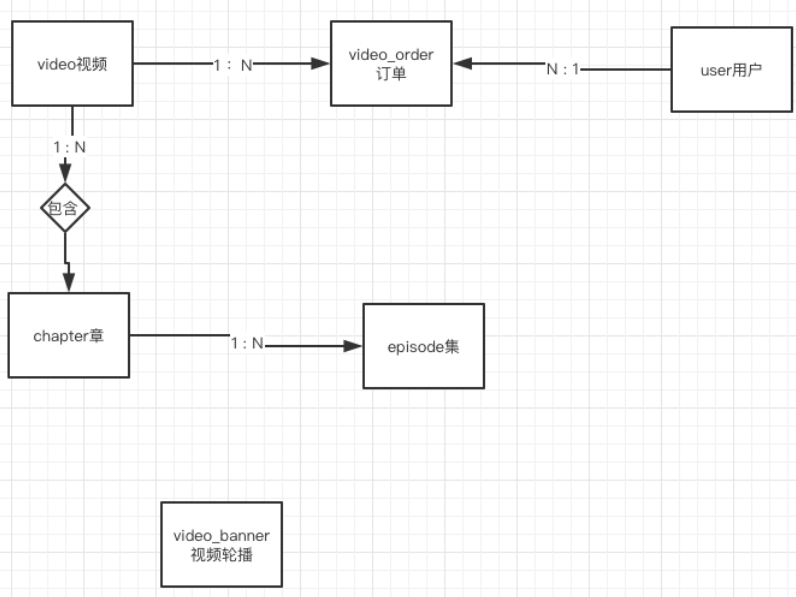 video视频
1： N
video_order
订单
N : 1
user用户
1 : N
包含
chapter章
1 : N
episode集
video_banner
视频轮播